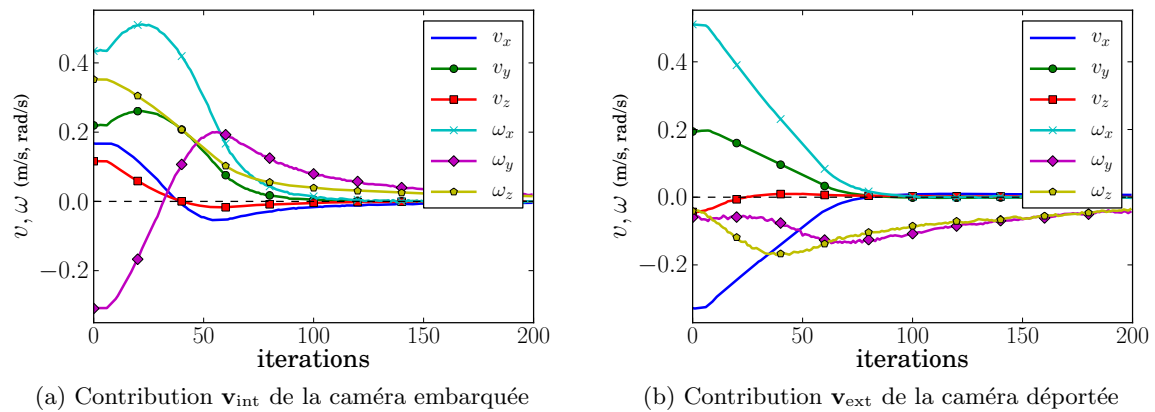 0.4
0.2
0.0
−0.2
v, ω (m/s, rad/s)
0
50
100
150
200
iterations
v_x
v_y
v_z
ω_x
ω_y
ω_z
(a) Contribution v_int de la caméra embarquée
0.4
0.2
0.0
−0.2
v, ω (m/s, rad/s)
0
50
100
150
200
iterations
v_x
v_y
v_z
ω_x
ω_y
ω_z
(b) Contribution v_ext de la caméra déportée